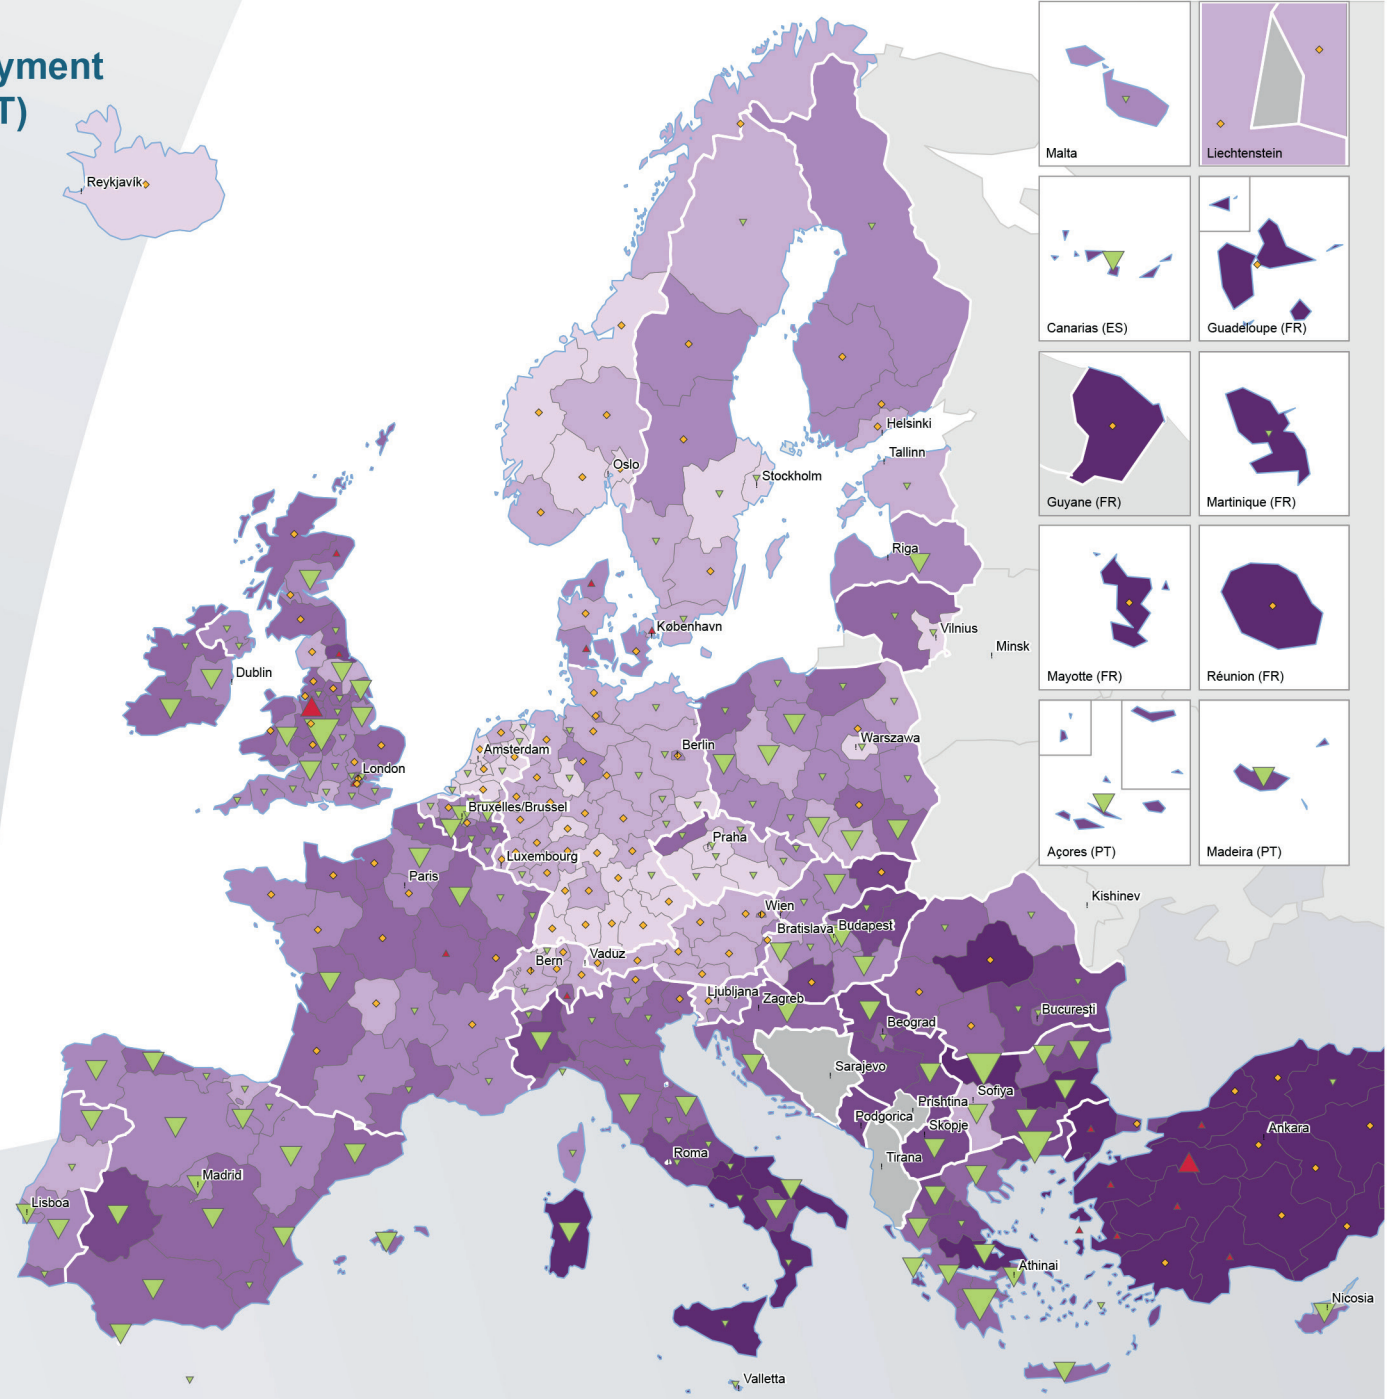 yment
T)
Reykjavík
Malta
Liechtenstein
Canarias (ES)
Guadeloupe (FR)
Guyane (FR)
Martinique (FR)
Mayotte (FR)
Réunion (FR)
Açores (PT)
Madeira (PT)
Helsinki
Tallinn
Oslo
Stockholm
Riga
København
Vilnius
Minsk
Dublin
Warszawa
Amsterdam
Berlin
London
Bruxelles/Brussel
Praha
Luxembourg
Paris
Kishinev
Wien
Bratislava
Budapest
Bern
Vaduz
Ljubljana
Zagreb
Bucureşti
Beograd
Sarajevo
Sofiya
Prishtina
Podgorica
Skopje
Ankara
Roma
Tirana
Madrid
Lisboa
Athinai
Nicosia
Valletta